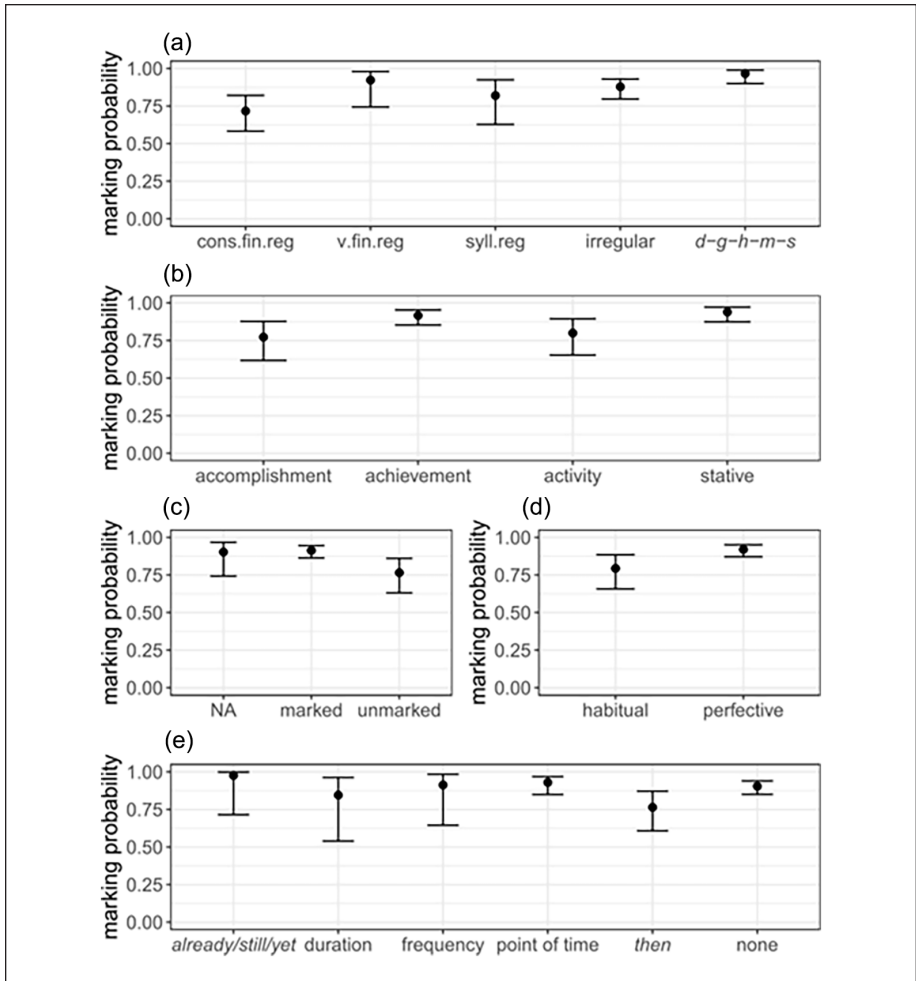 (a)
marking probability
1.00
0.75
0.50
0.25
0.00
cons.fin.reg v.fin.reg syll.reg irregular d−g−h−m−s
(b)
marking probability
1.00
0.75
0.50
0.25
0.00
accomplishment achievement activity stative
(c)
marking probability
1.00
0.75
0.50
0.25
0.00
NA marked unmarked
(d)
marking probability
1.00
0.75
0.50
0.25
0.00
habitual perfective
(e)
marking probability
1.00
0.75
0.50
0.25
0.00
already/still/yet duration frequency point of time then none